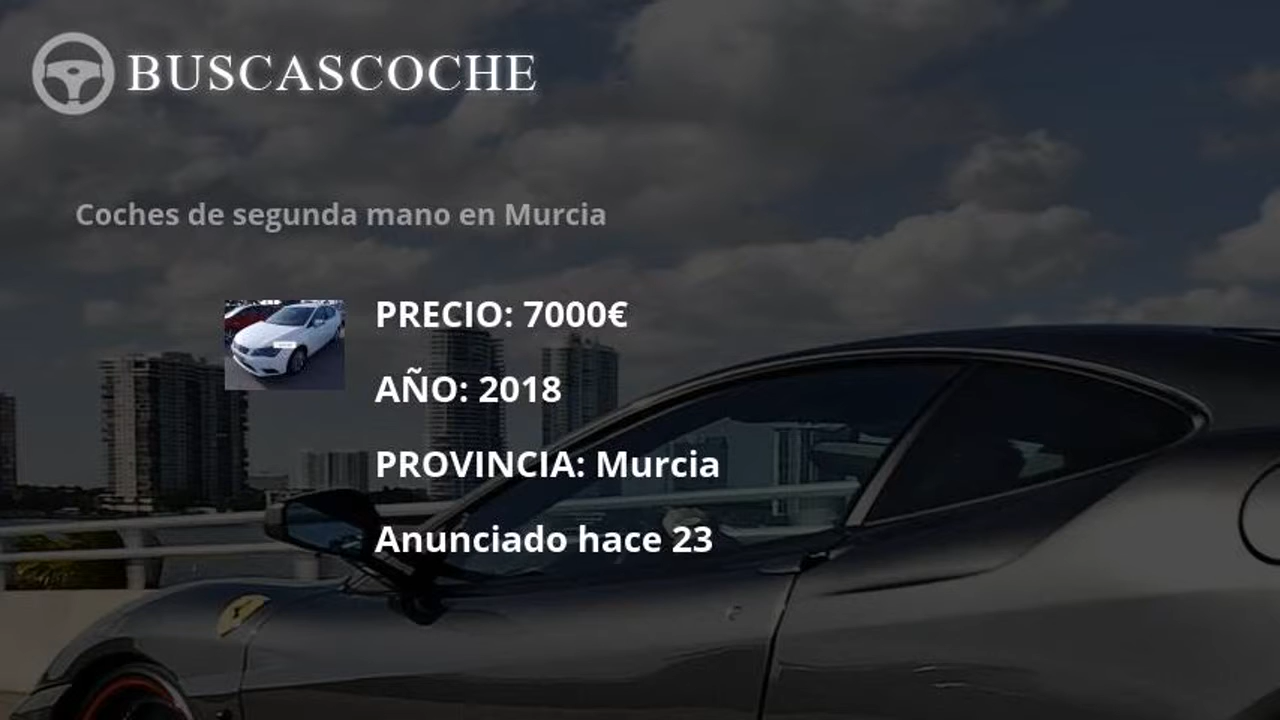 BUSCASCOCHE
Coches de segunda mano en Murcia
PRECIO: 7000€
AÑO: 2018
PROVINCIA: Murcia
Anunciado hace 23